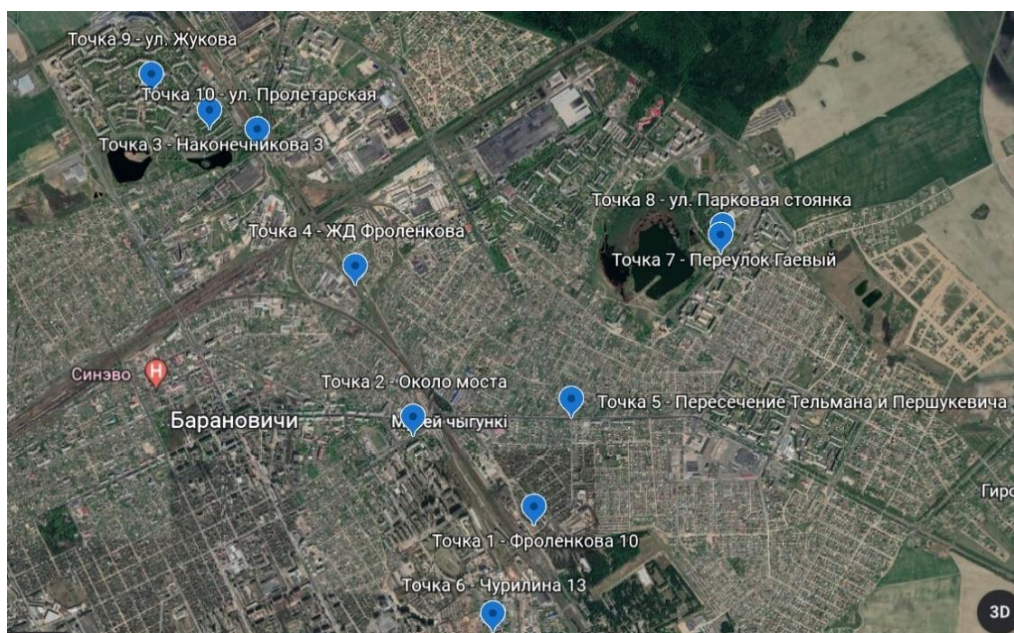 Точка 9 - ул. Жукова
Точка 10 - ул. Пролетарская
Точка 3 - Наконечникова 3
Точка 8 - ул. Парковая стоянка
Точка 4 - ЖД Фроленкова
Точка 7 - Переулок Гаевый
Синэво
H
Точка 2 - Около моста
Точка 5 - Пересечение Тельмана и Першукевича
Барановичи
ей чыгункі
Гиро
Точка 1 - Фроленкова 10
Точка 6 - Чурилина 13
3D